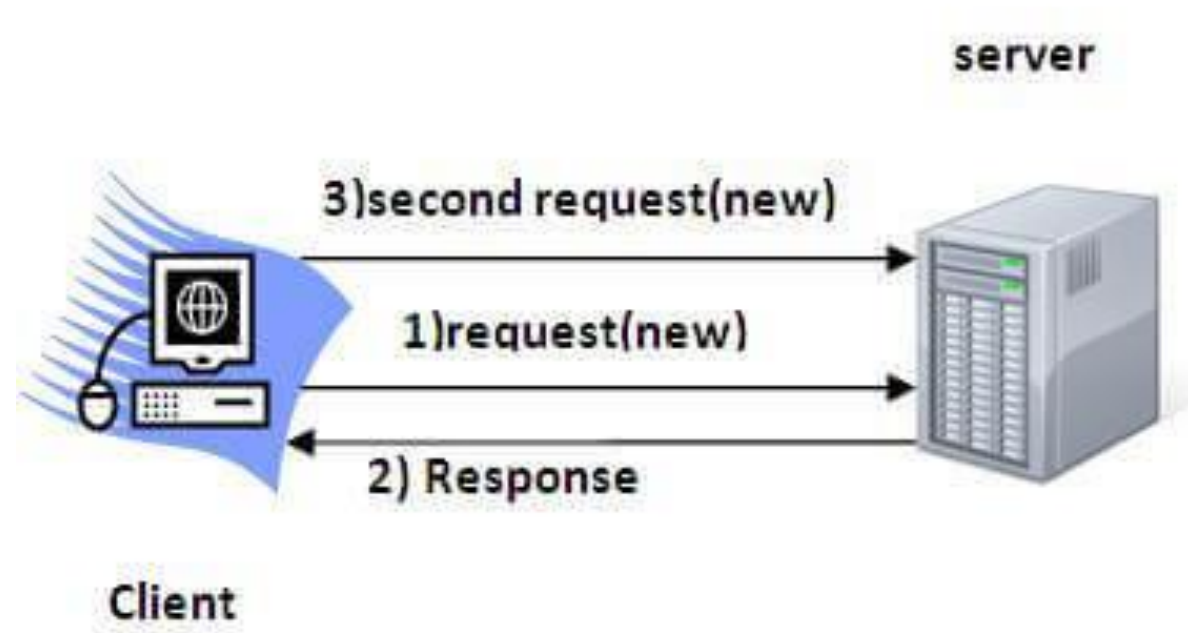 server
3)second request(new)
1)request(new)
2) Response
Client